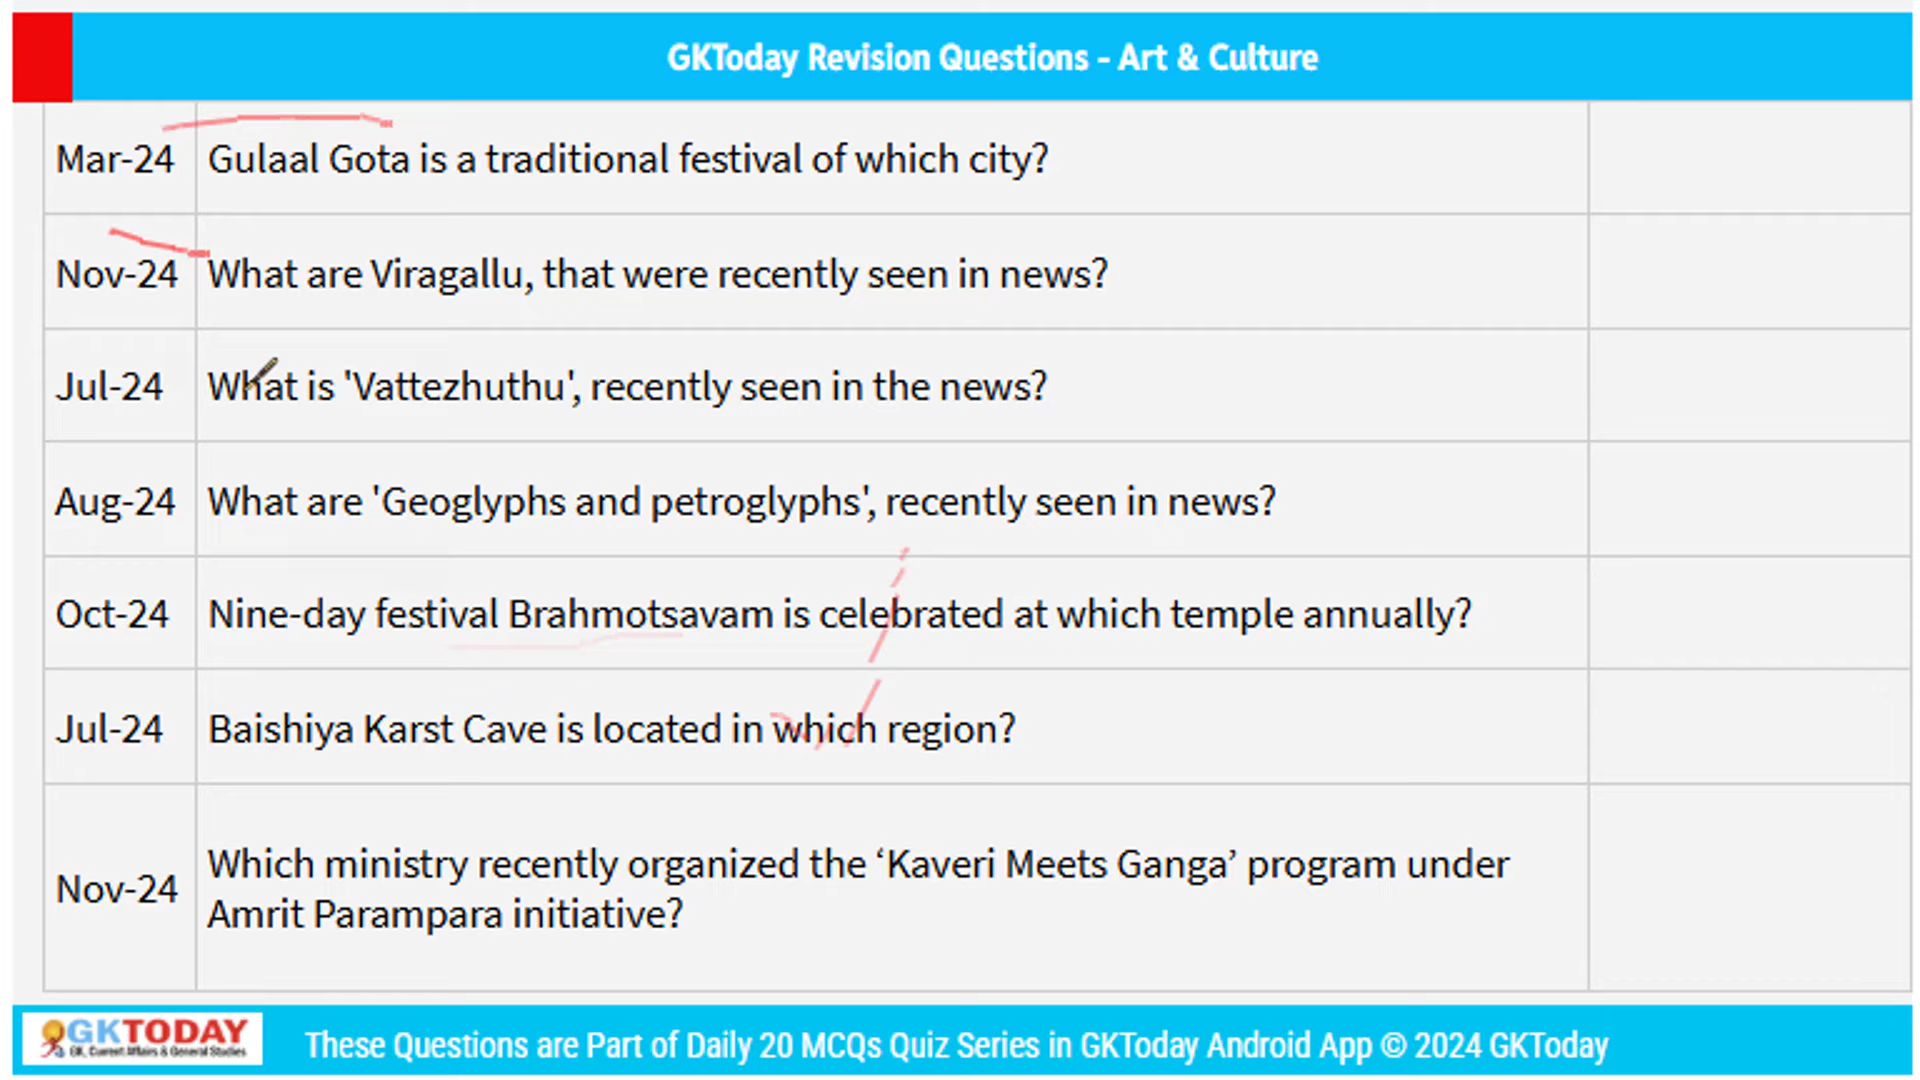 GKToday Revision Questions - Art & Culture
Mar-24 Gulaal Gota is a traditional festival of which city?
Nov-24 What are Viragallu, that were recently seen in news?
Jul-24 What is 'Vattezhuthu', recently seen in the news?
Aug-24 What are 'Geoglyphs and petroglyphs', recently seen in news?
Oct-24 Nine-day festival Brahmotsavam is celebrated at which temple annually?
Jul-24 Baishiya Karst Cave is located in which region?
Nov-24 Which ministry recently organized the ‘Kaveri Meets Ganga’ program under
Amrit Parampara initiative?
GKTODAY
GK, Current Affairs & General Studies
These Questions are Part of Daily 20 MCQs Quiz Series in GKToday Android App © 2024 GKToday